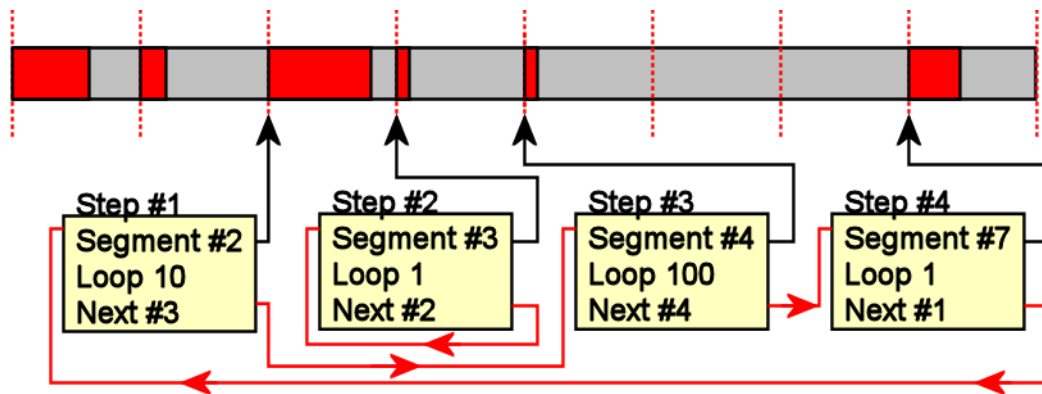 Step #1
Segment #2
Loop 10
Next #3
Step #2
Segment #3
Loop 1
Next #2
Step #3
Segment #4
Loop 100
Next #4
Step #4
Segment #7
Loop 1
Next #1